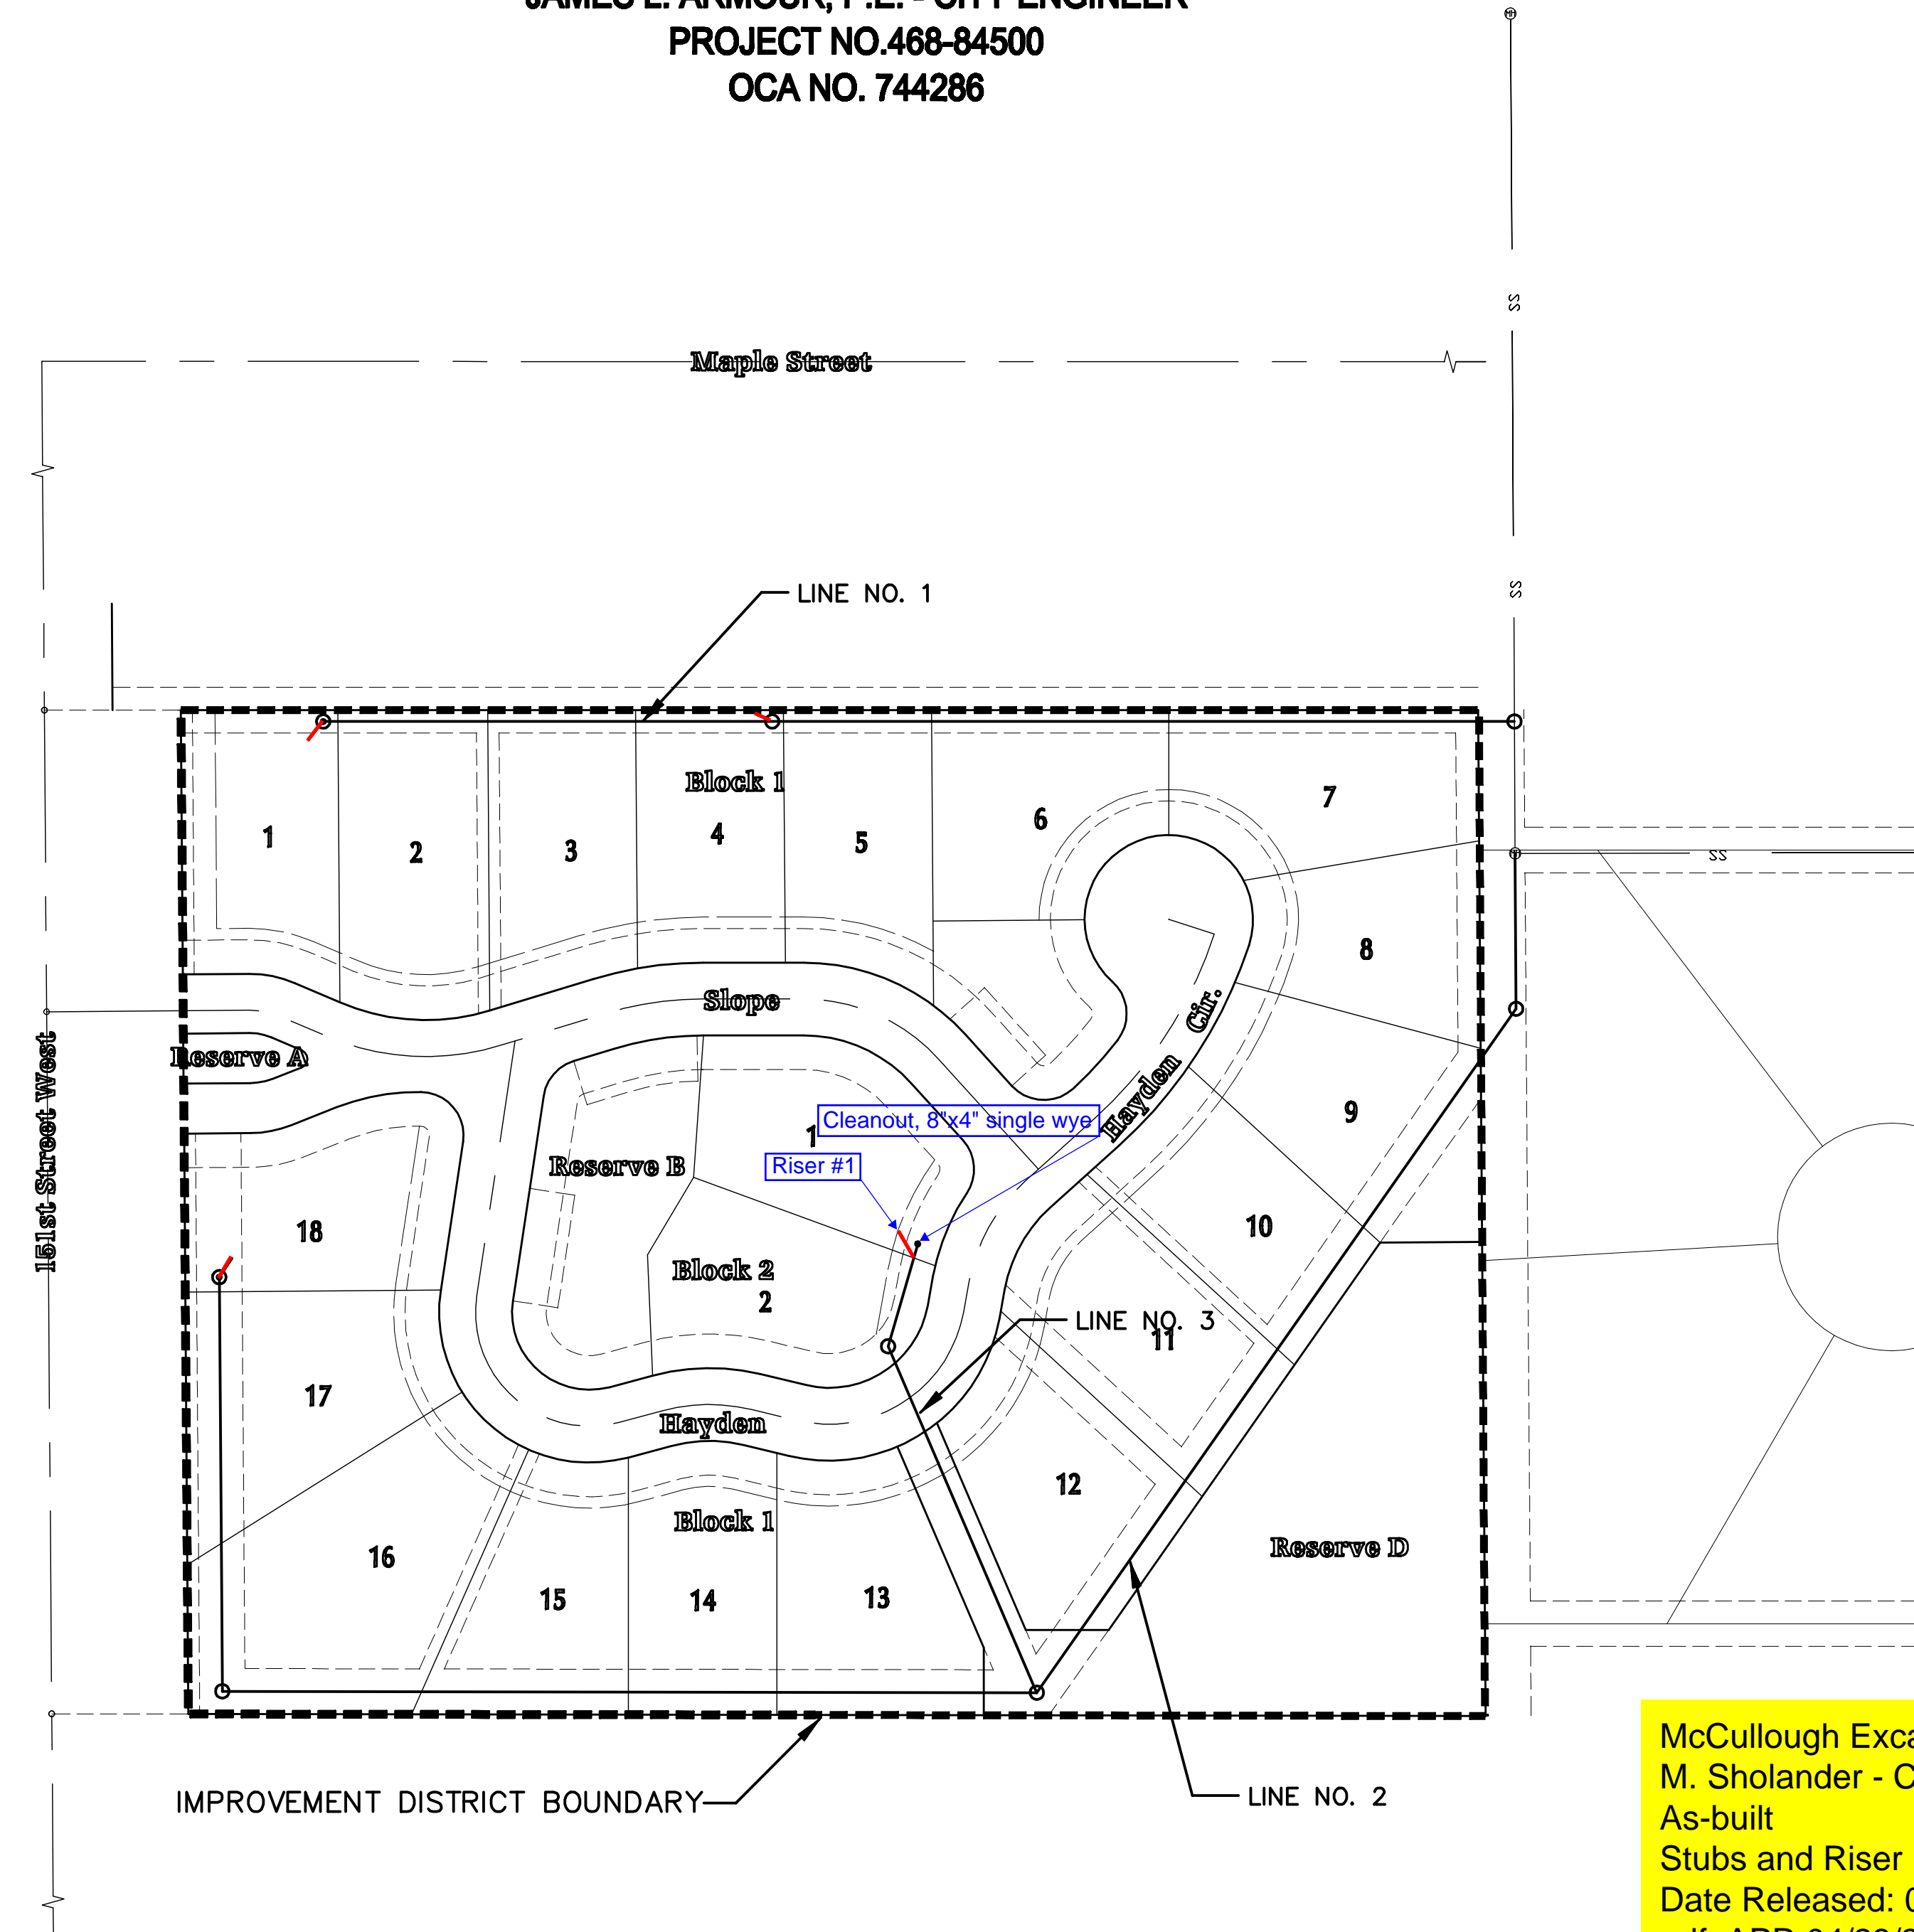 PROJECT NO.468-84500
OCA NO. 744286
SS
Maple Street
SS
LINE NO. 1
Block 1
1
2
3
4
5
6
7
SS
8
Slope
Cir.
Reserve A
Hayden
151st Street West
9
Cleanout, 8"x4" single wye
1
Riser #1
Reserve B
18
10
Block 2
2
LINE NO. 3
11
17
Hayden
12
Block 1
Reserve D
16
15
14
13
IMPROVEMENT DISTRICT BOUNDARY
LINE NO. 2
McCullough Exca
M. Sholander - C
As-built
Stubs and Riser
Date Released: 0